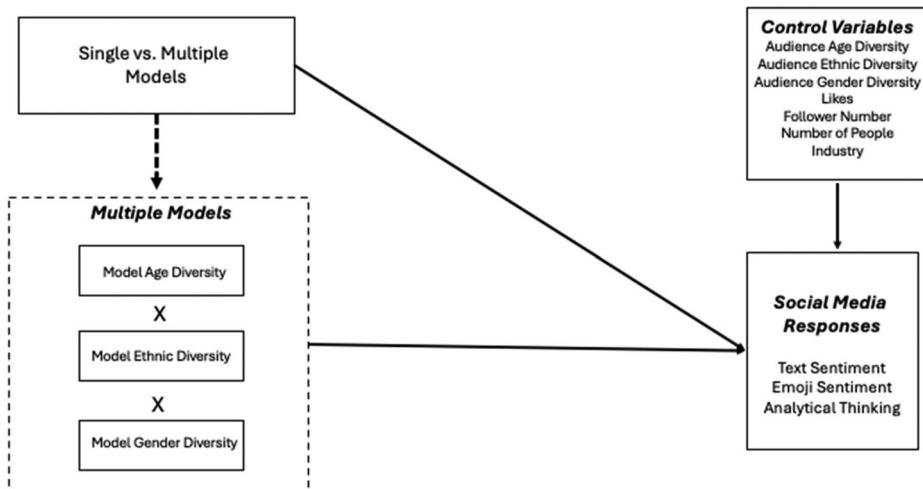 Single vs. Multiple
Models
Multiple Models
Model Age Diversity
X
Model Ethnic Diversity
X
Model Gender Diversity
Control Variables
Audience Age Diversity
Audience Ethnic Diversity
Audience Gender Diversity
Likes
Follower Number
Number of People
Industry
Social Media
Responses
Text Sentiment
Emoji Sentiment
Analytical Thinking